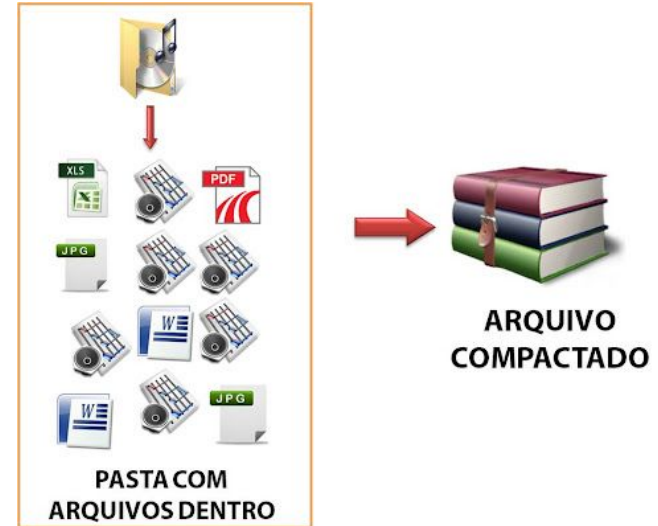 XLS
PDF
JPG
W
W
JPG
PASTA COM
ARQUIVOS DENTRO
ARQUIVO
COMPACTADO